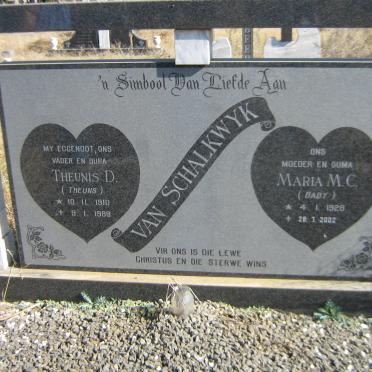 'n Simbool Van Liefde Aan
MY EGGENOOT, ONS
VADER EN OUPA
THEUNIS D.
(THEUNS)
* 10. 11. 1910
+ 9. 1. 1989
VAN SCHALKWYK
ONS
MOEDER EN OUMA
MARIA M.C.
(BABY)
* 4. 1. 1928
+ 28. 7. 2002
VIR ONS IS DIE LEWE
CHRISTUS EN DIE STERWE WINS